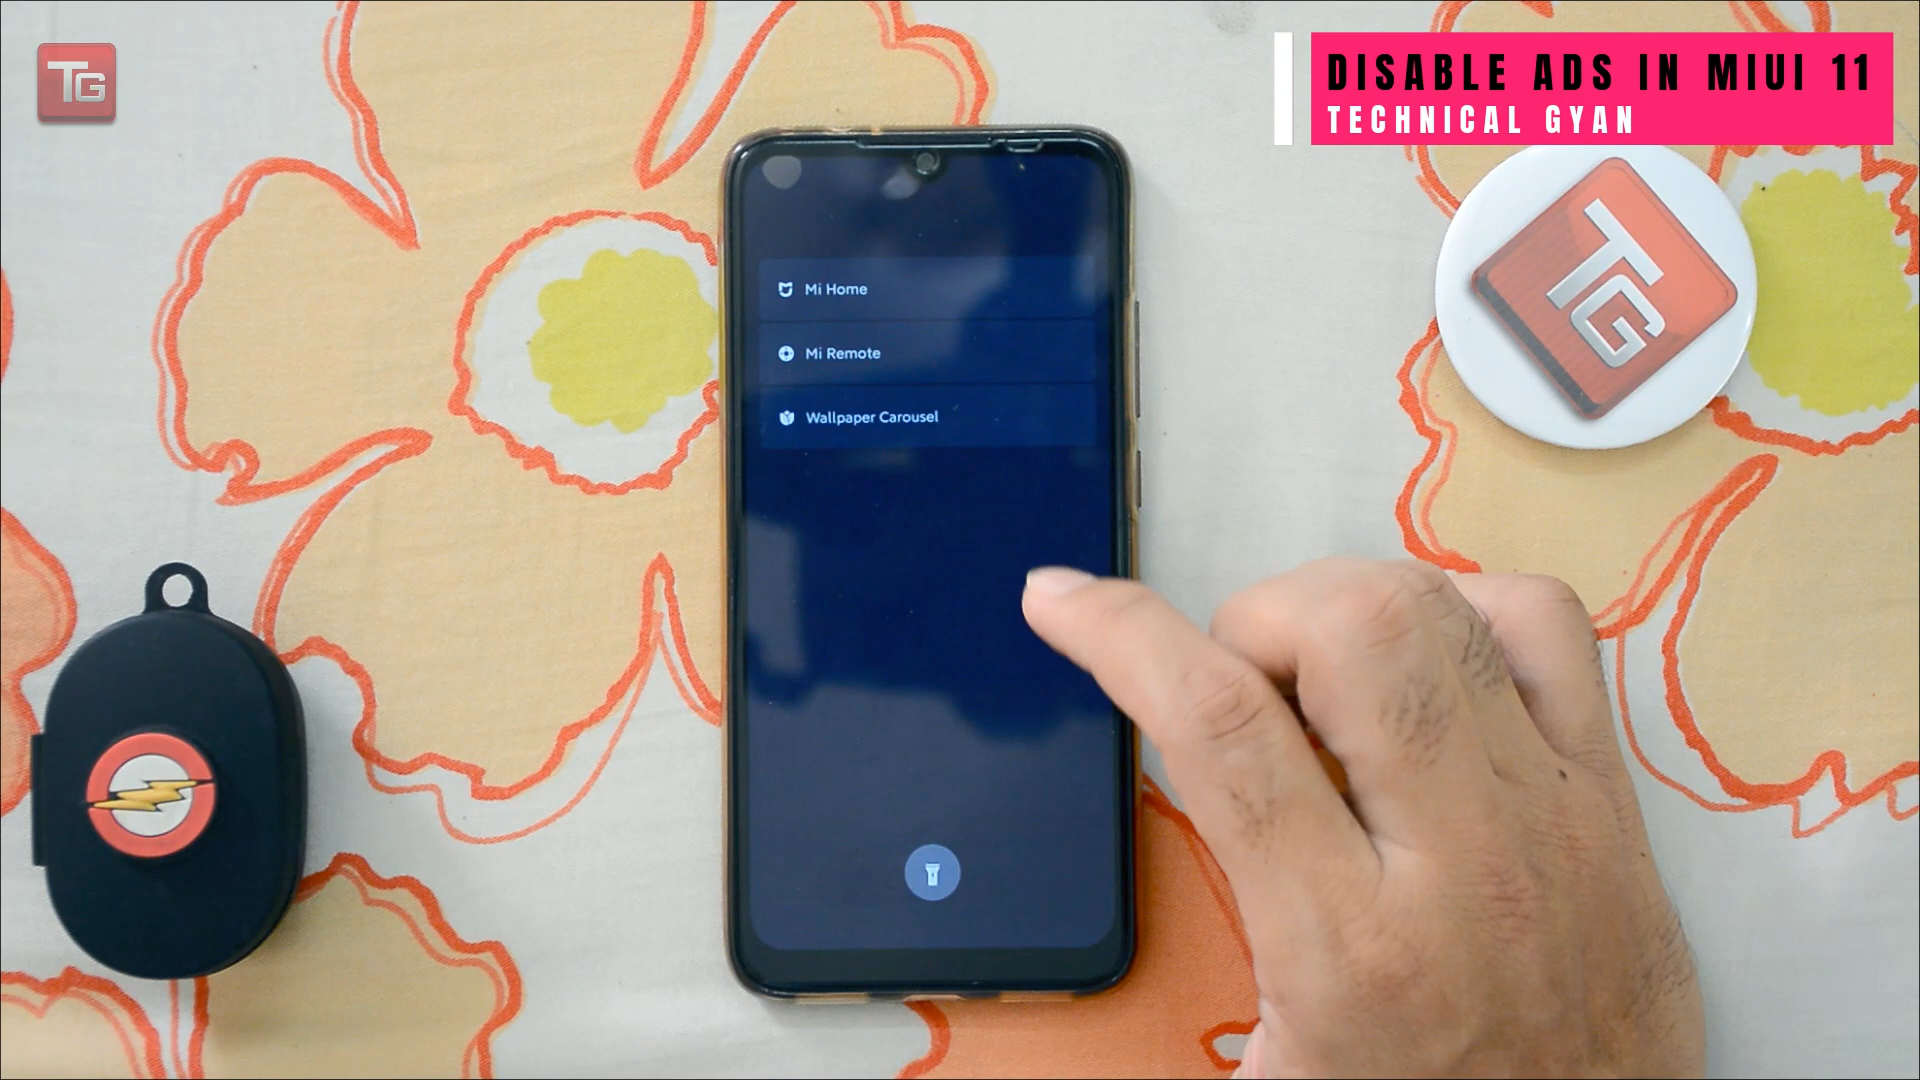 TG
DISABLE ADS IN MIUI 11
TECHNICAL GYAN
TG
Mi Home
Mi Remote
Wallpaper Carousel